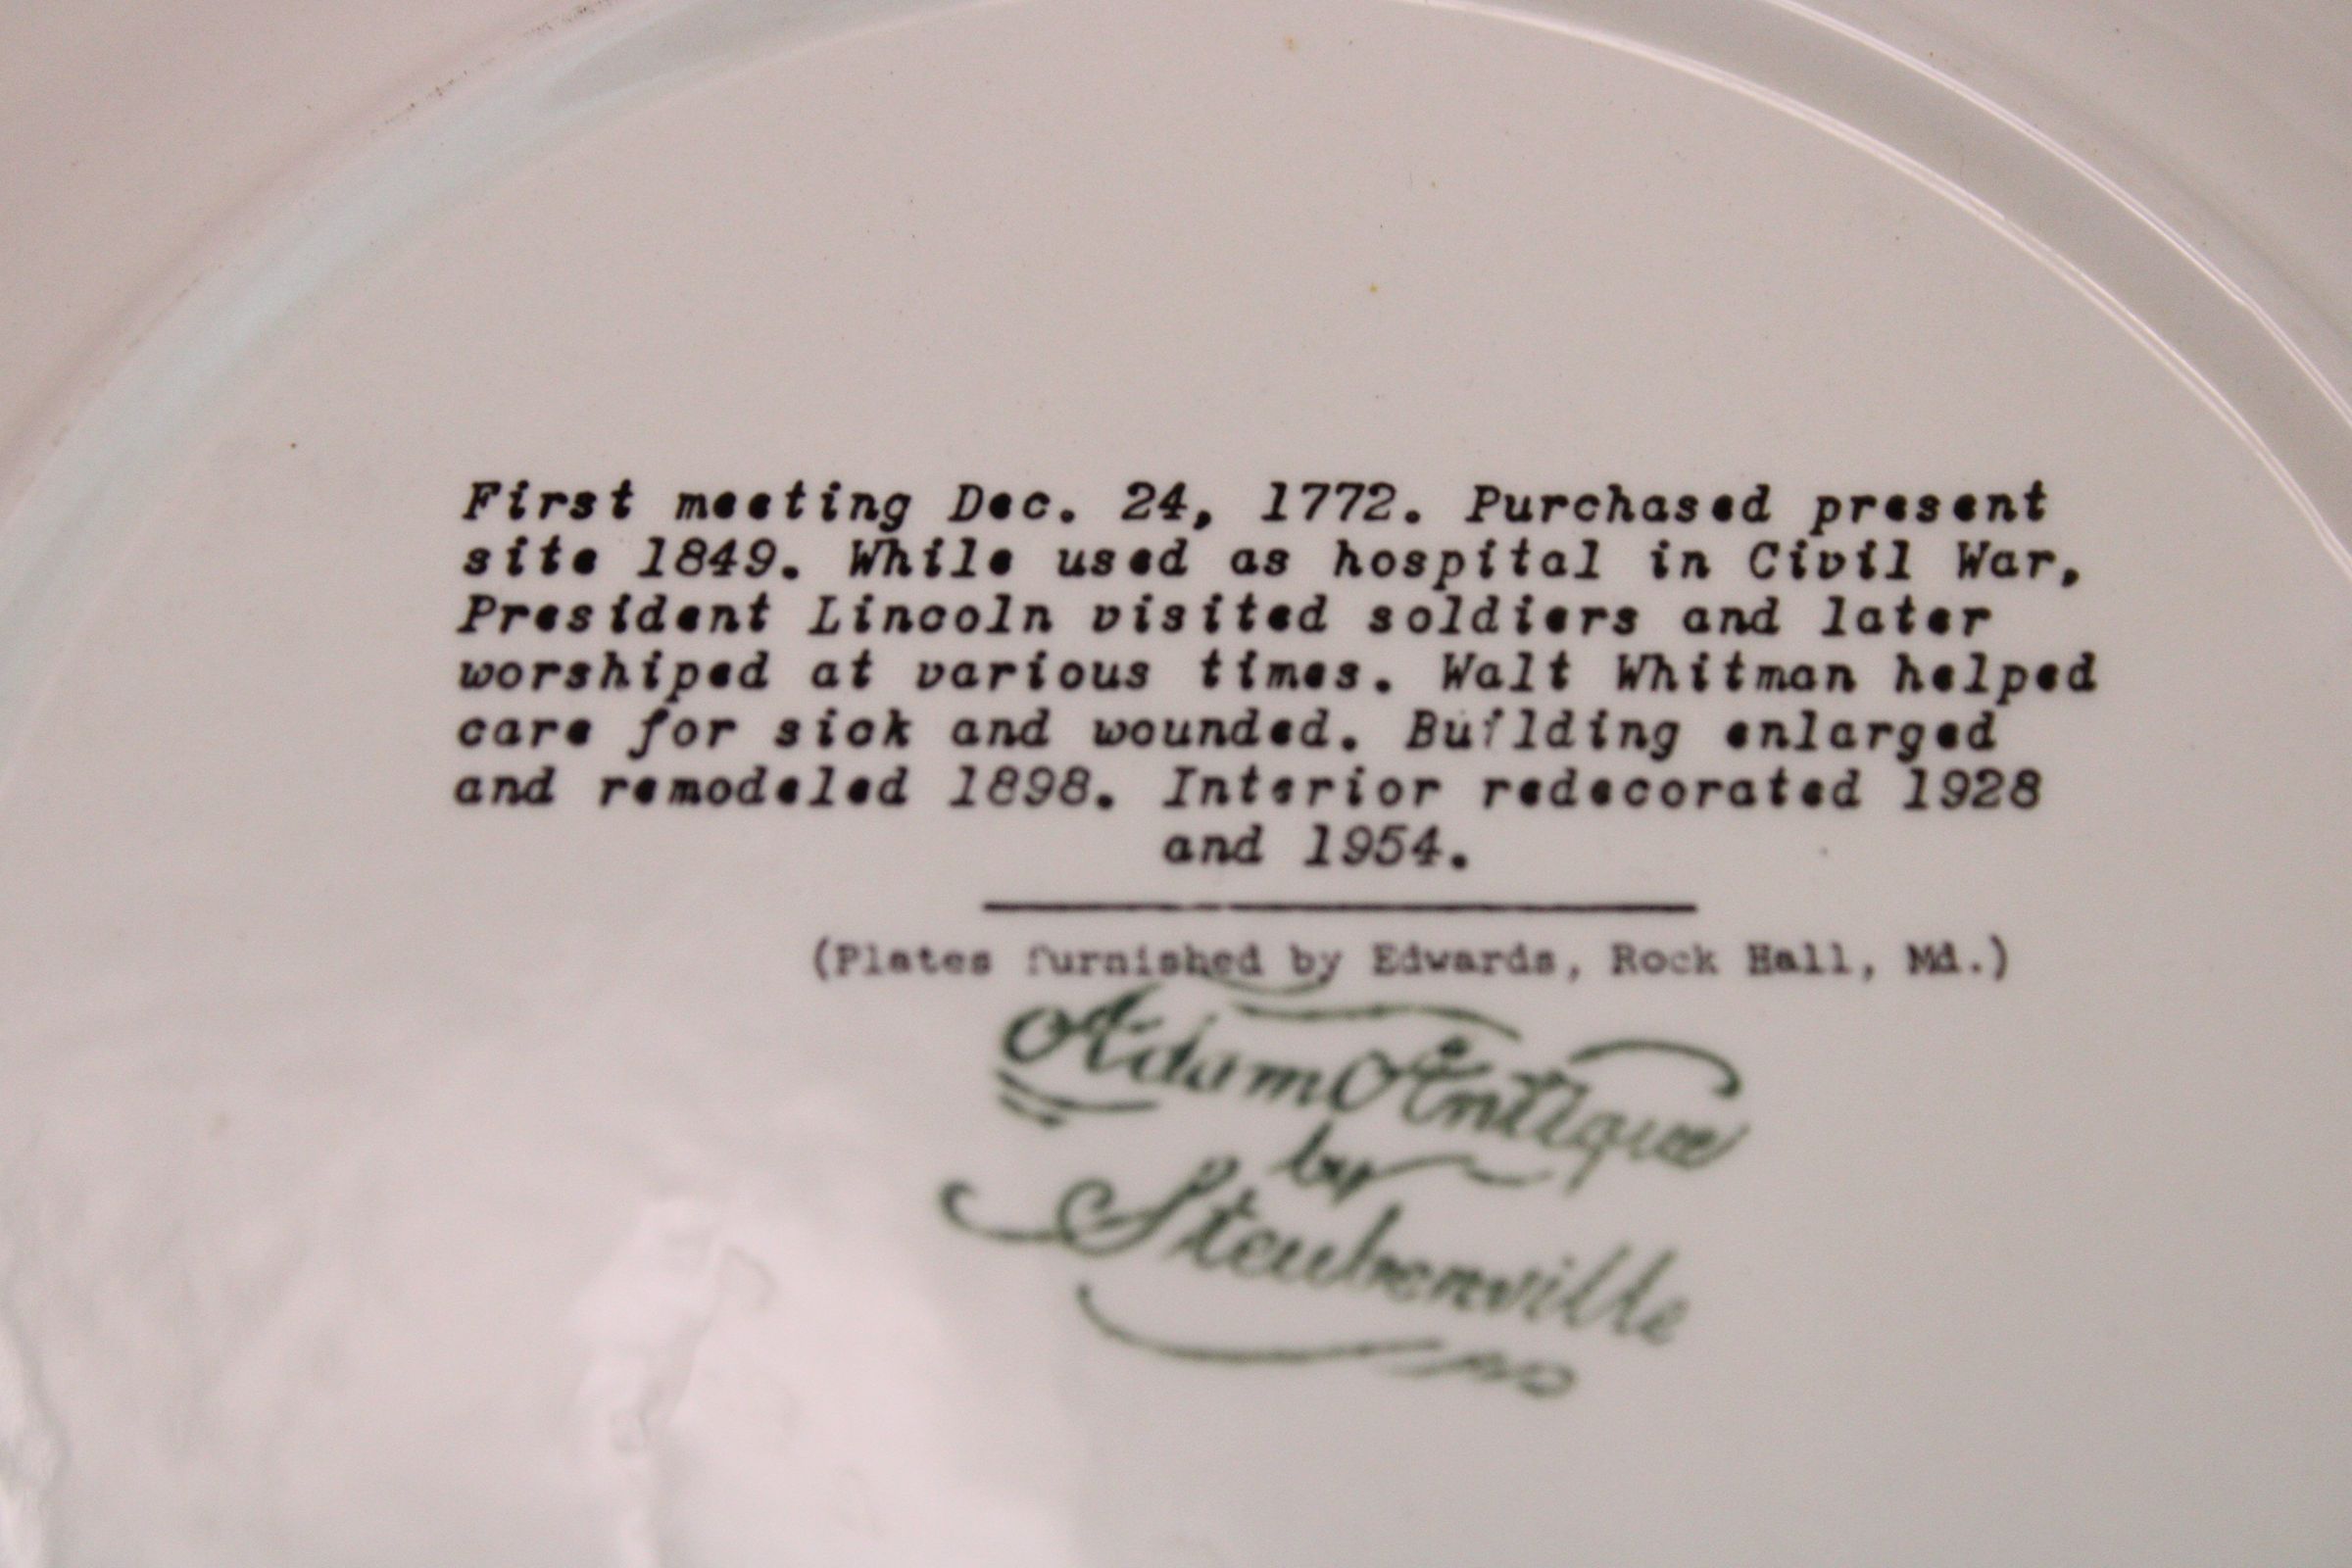 First meeting Dec. 24, 1772. Purchased present
site 1849. While used as hospital in Civil War,
President Lincoln visited soldiers and later
worshiped at various times. Walt Whitman helped
care for sick and wounded. Building enlarged
and remodeled 1898. Interior redecorated 1928
and 1954.
(Plates furnished by Edwards, Rock Hall, Md.)
Adam Antique
by
Steubenville